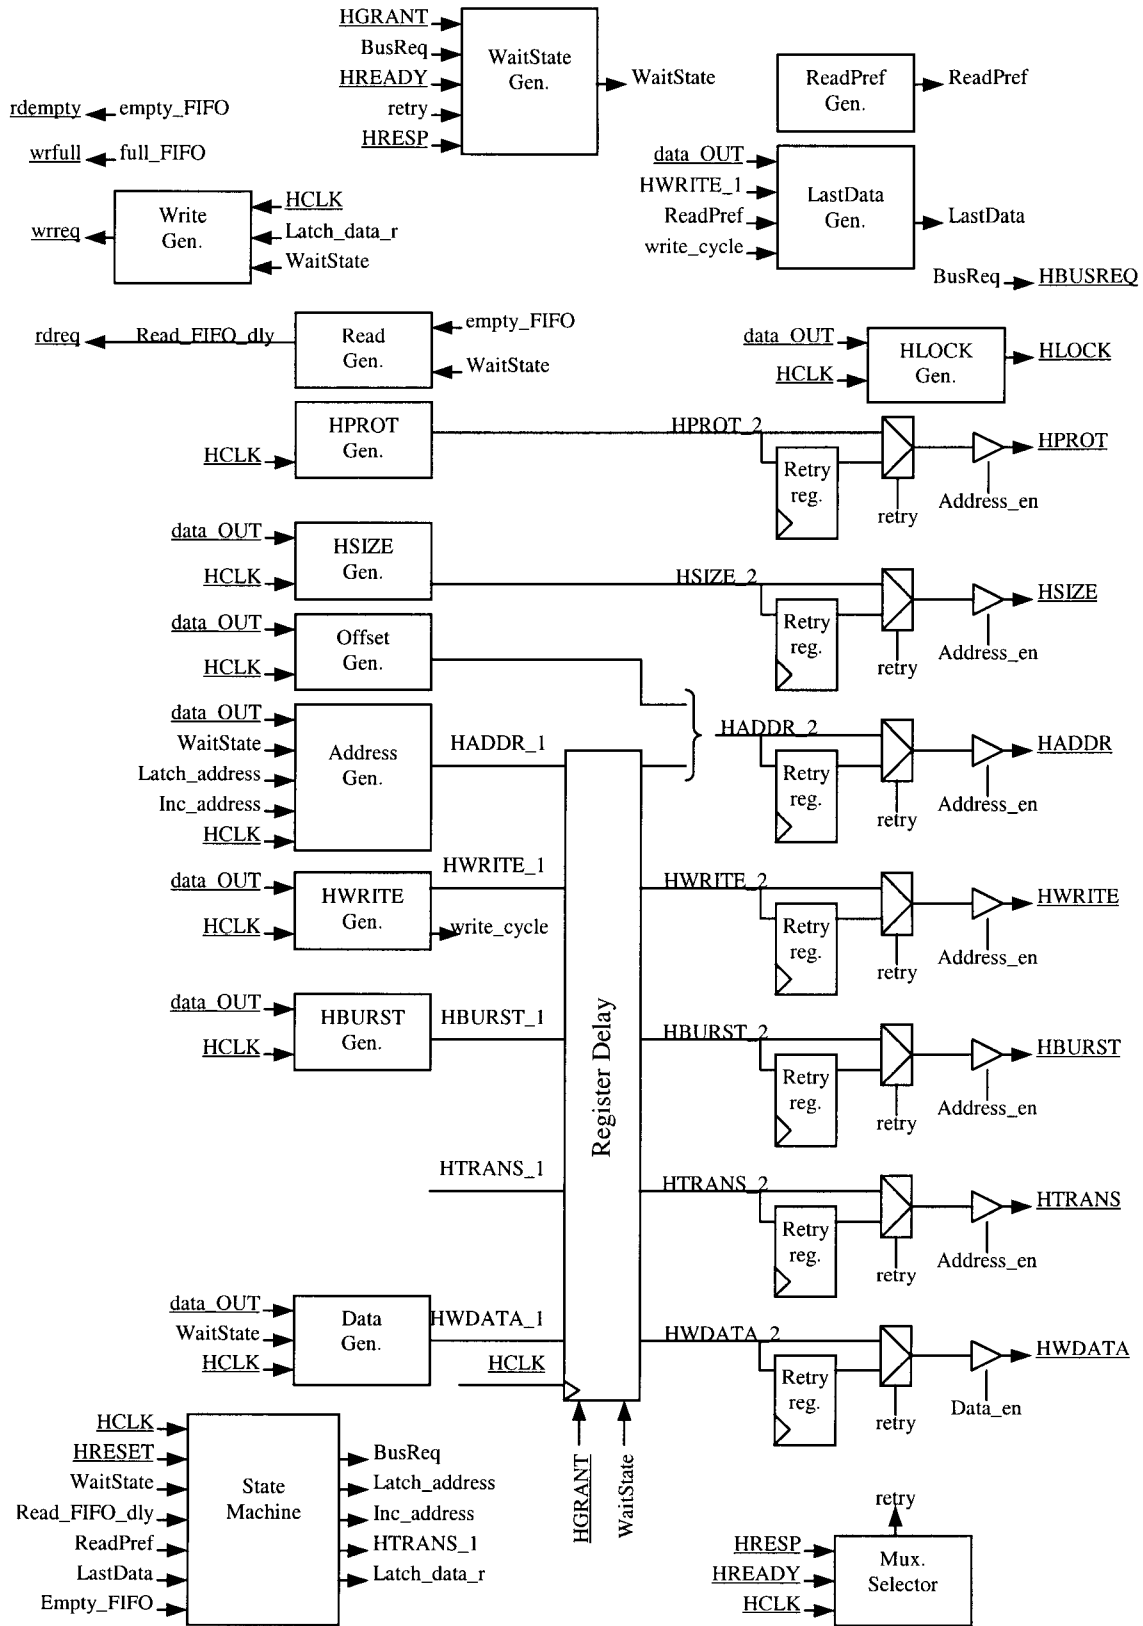 HGRANT
BusReq
HREADY
retry
HRESP
WaitState
Gen.
WaitState
ReadPref
Gen.
ReadPref
rdempty
empty_FIFO
wrfull
full_FIFO
wrreq
Write
Gen.
HCLK
Latch_data_r
WaitState
data_OUT
HWRITE_1
ReadPref
write_cycle
LastData
Gen.
LastData
BusReq
HBUSREQ
rdreq
Read_FIFO_dly
Read
Gen.
empty_FIFO
WaitState
data_OUT
HCLK
HLOCK
Gen.
HLOCK
HCLK
HPROT
Gen.
HPROT_2
Retry
reg.
retry
Address_en
HPROT
data_OUT
HCLK
HSIZE
Gen.
HSIZE_2
Retry
reg.
retry
Address_en
HSIZE
data_OUT
HCLK
Offset
Gen.
data_OUT
WaitState
Latch_address
Inc_address
HCLK
Address
Gen.
HADDR_1
HADDR_2
Retry
reg.
retry
Address_en
HADDR
data_OUT
HCLK
HWRITE
Gen.
HWRITE_1
write_cycle
HWRITE_2
Retry
reg.
retry
Address_en
HWRITE
data_OUT
HCLK
HBURST
Gen.
HBURST_1
Register Delay
HBURST_2
Retry
reg.
retry
Address_en
HBURST
HTRANS_1
HTRANS_2
Retry
reg.
retry
Address_en
HTRANS
data_OUT
WaitState
HCLK
Data
Gen.
HWDATA_1
HCLK
HWDATA_2
Retry
reg.
retry
Data_en
HWDATA
HGRANT
WaitState
HCLK
HRESET
WaitState
Read_FIFO_dly
ReadPref
LastData
Empty_FIFO
State
Machine
BusReq
Latch_address
Inc_address
HTRANS_1
Latch_data_r
retry
HRESP
HREADY
HCLK
Mux.
Selector